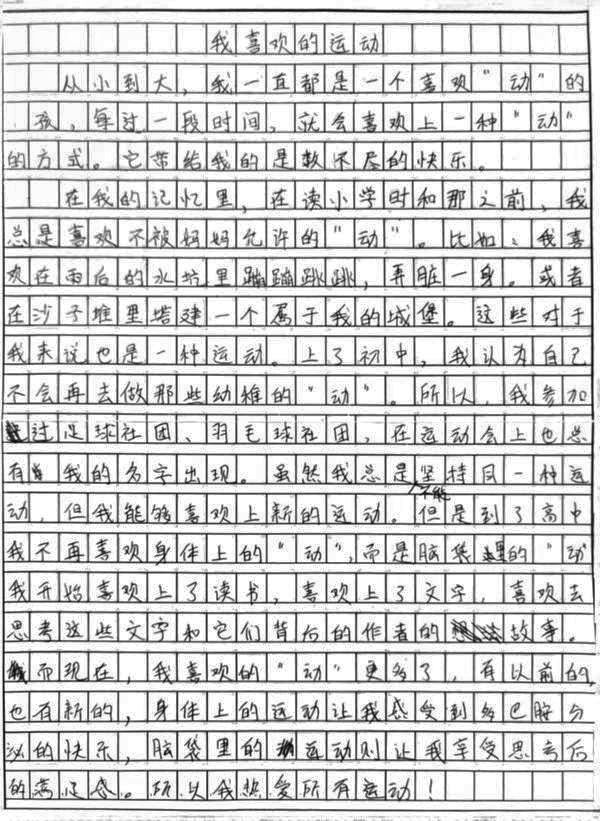 我喜欢的运动
从小到大，我一直都是一个喜欢“动”的
孩，每过一段时间，就会喜欢上一种“动”
的方式。它带给我的是数不尽的快乐。
在我的记忆里，在读小学时和那之前，我
总是喜欢不被妈妈允许的“动”。比如：我喜
欢在雨后的水坑里蹦蹦跳跳，弄脏一身。或者
在沙子堆里搭建一个属于我的城堡。这些对于
我来说也是一种运动。上了初中，我认为自己
不会再去做那些幼稚的“动”。所以，我参加
过足球社团、羽毛球社团，在运动会上也总
有我的名字出现。虽然我总是不能坚持同一种运
动，但我能够喜欢上新的运动。但是到了高中
我不再喜欢身体上的“动”，而是脑袋里的“动”
我开始喜欢上了读书，喜欢上了文字，喜欢去
思考这些文字和它们背后的作者的故事。
而现在，我喜欢的“动”更多了，有以前的，
也有新的，身体上的运动让我感受到多巴胺分
泌的快乐，脑袋里的运动则让我享受思考后
的满足感。所以我热爱所有运动！